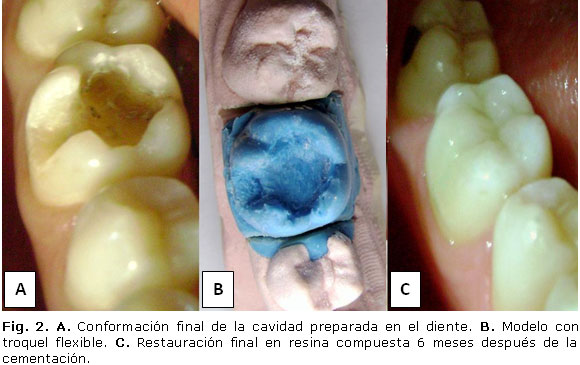 A
B
C
Fig. 2. A. Conformación final de la cavidad preparada en el diente. B. Modelo con
troquel flexible. C. Restauración final en resina compuesta 6 meses después de la
cementación.